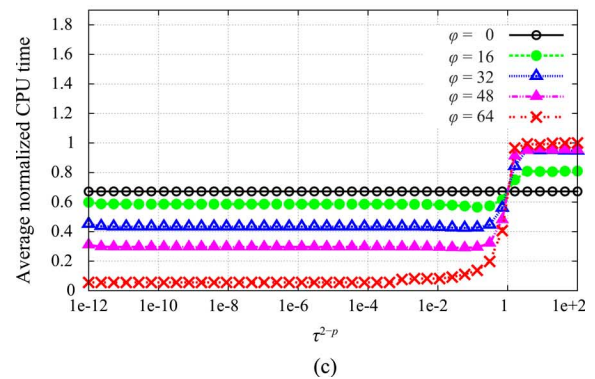 Average normalized CPU time
1.8
1.6
1.4
1.2
1
0.8
0.6
0.4
0.2
0
φ = 0
φ = 16
φ = 32
φ = 48
φ = 64
1e-12 1e-10 1e-8 1e-6 1e-4 1e-2 1 1e+2
τ²⁻ᵖ
(c)